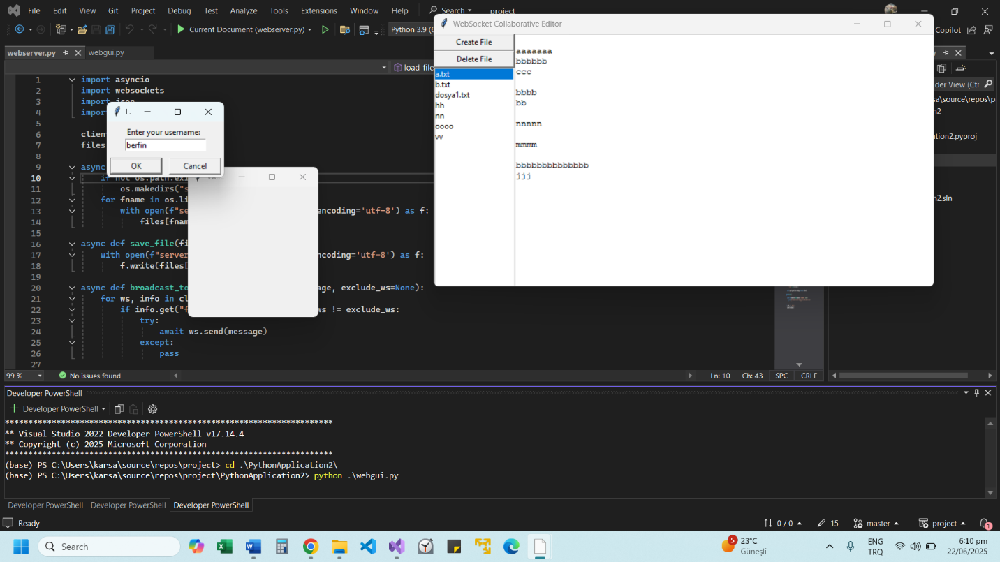 File Edit View Git Project Debug Test Analyze Tools Extensions Window Help Search project
Current Document (webserver.py) Python 3.9 (6 Copilot
webserver.py webgui.py
load_file
1 import asyncio
2 import websockets
3 import json
4 import
5
6 client
7 files
8
9 async
10 if not os.path.exi
11 os.makedirs("s
12 for fname in os.li
13 with open(f"se encoding='utf-8') as f:
14 files[fnam
15
16 async def save_file(fi
17 with open(f"server encoding='utf-8') as f:
18 f.write(files[
19
20 async def broadcast_to age, exclude_ws=None):
21 for ws, info in cl
22 if info.get("f ws != exclude_ws:
23 try:
24 await ws.send(message)
25 except:
26 pass
27
L.
Enter your username:
berfin
OK Cancel
We...
WebSocket Collaborative Editor
Create File
Delete File
a.txt
b.txt
dosya1.txt
hh
nn
oooo
vv
aaaaaaa
bbbbbb
ccc
bbbb
bb
nnnnn
mmmm
bbbbbbbbbbbbbb
jjj
der View (Ctr
sa\source\repos\p
n2
ation2.pyproj
n2.sln
99 % No issues found Ln: 10 Ch: 43 SPC CRLF
Developer PowerShell
+ Developer PowerShell
**********************************************************************
** Visual Studio 2022 Developer PowerShell v17.14.4
** Copyright (c) 2025 Microsoft Corporation
**********************************************************************
(base) PS C:\Users\karsa\source\repos\project> cd .\PythonApplication2\
(base) PS C:\Users\karsa\source\repos\project\PythonApplication2> python .\webgui.py
Developer PowerShell Developer PowerShell Developer PowerShell
Ready 0 / 0 15 master project 1
Search
5 23°C
Güneşli
ENG
TRQ
6:10 pm
22/06/2025